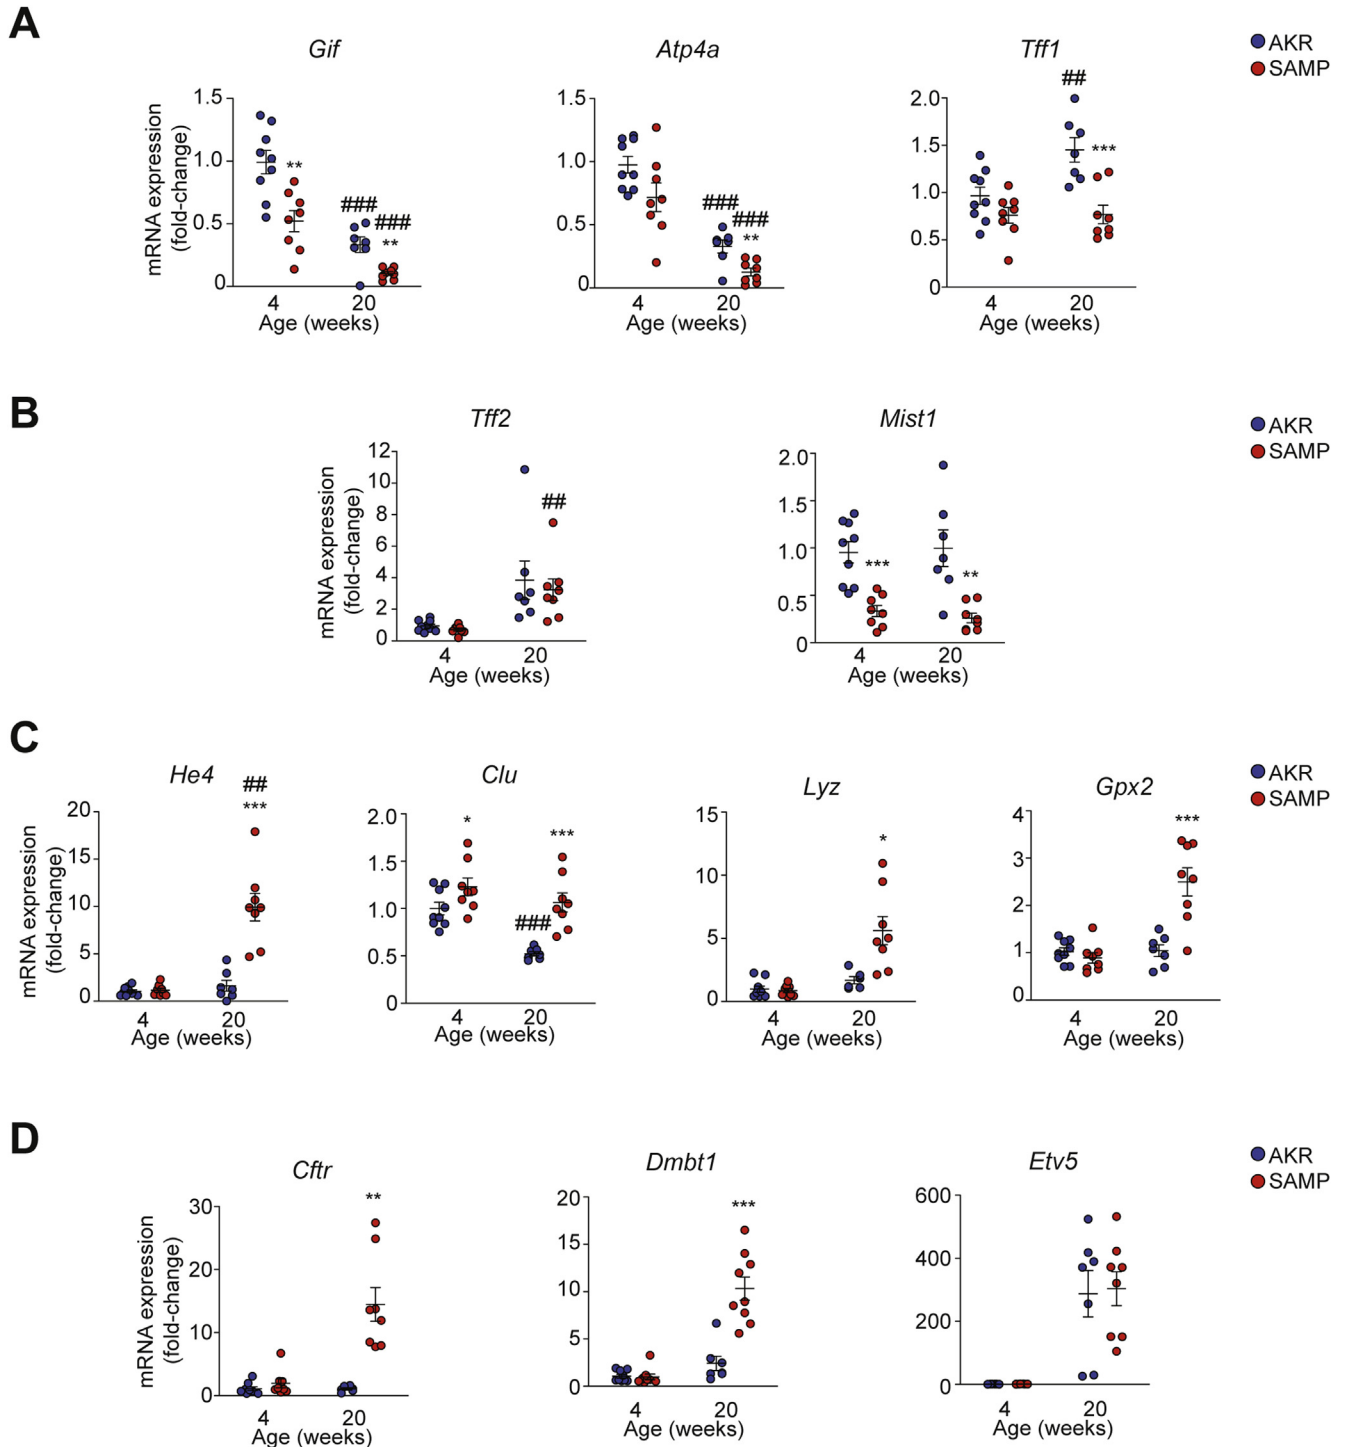 A
Gif
Atp4a
Tff1
AKR
SAMP
mRNA expression
(fold-change)
1.5
1.0
0.5
0
**
###
###
**
4
20
Age (weeks)
1.5
1.0
0.5
0
###
###
**
4
20
Age (weeks)
2.0
1.5
1.0
0.5
0
##
***
4
20
Age (weeks)
B
Tff2
Mist1
AKR
SAMP
mRNA expression
(fold-change)
12
10
8
6
4
2
0
##
4
20
Age (weeks)
2.0
1.5
1.0
0.5
0
***
**
4
20
Age (weeks)
C
He4
Clu
Lyz
Gpx2
AKR
SAMP
mRNA expression
(fold-change)
20
15
10
5
0
##
***
4
20
Age (weeks)
2.0
1.5
1.0
0.5
0
*
###
***
4
20
Age (weeks)
15
10
5
0
*
4
20
Age (weeks)
4
3
2
1
0
***
4
20
Age (weeks)
D
Cftr
Dmbt1
Etv5
AKR
SAMP
mRNA expression
(fold-change)
30
20
10
0
**
4
20
Age (weeks)
20
15
10
5
0
***
4
20
Age (weeks)
600
400
200
0
4
20
Age (weeks)